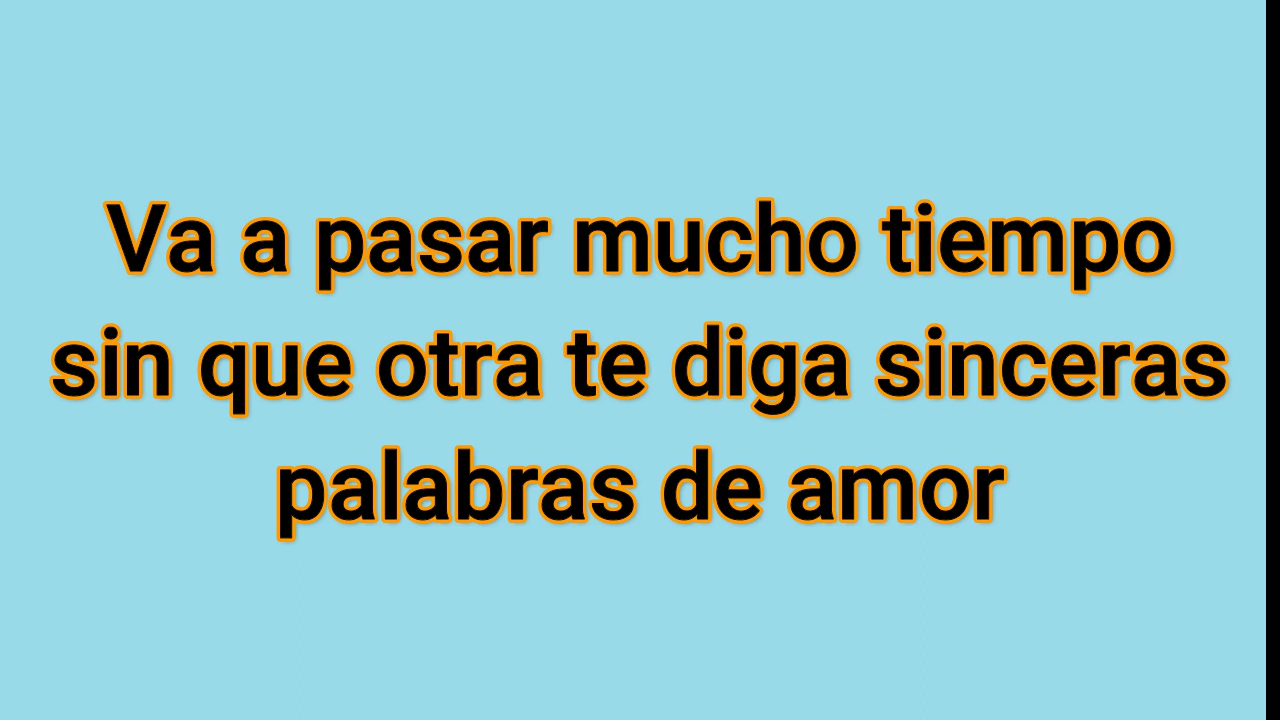 Va a pasar mucho tiempo
sin que otra te diga sinceras
palabras de amor